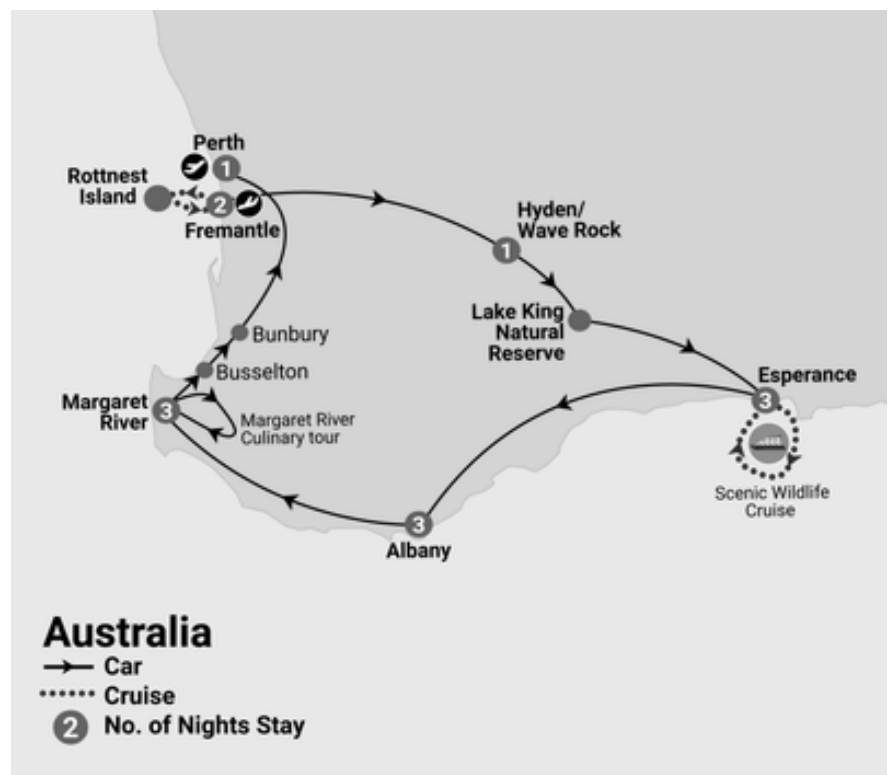 Perth
1
Rottnest
Island
2
Fremantle
Hyden/
Wave Rock
1
Lake King
Natural
Reserve
Bunbury
Busselton
Esperance
3
Margaret
River
3
Margaret River
Culinary tour
Scenic Wildlife
Cruise
3
Albany
Australia
Car
Cruise
2 No. of Nights Stay